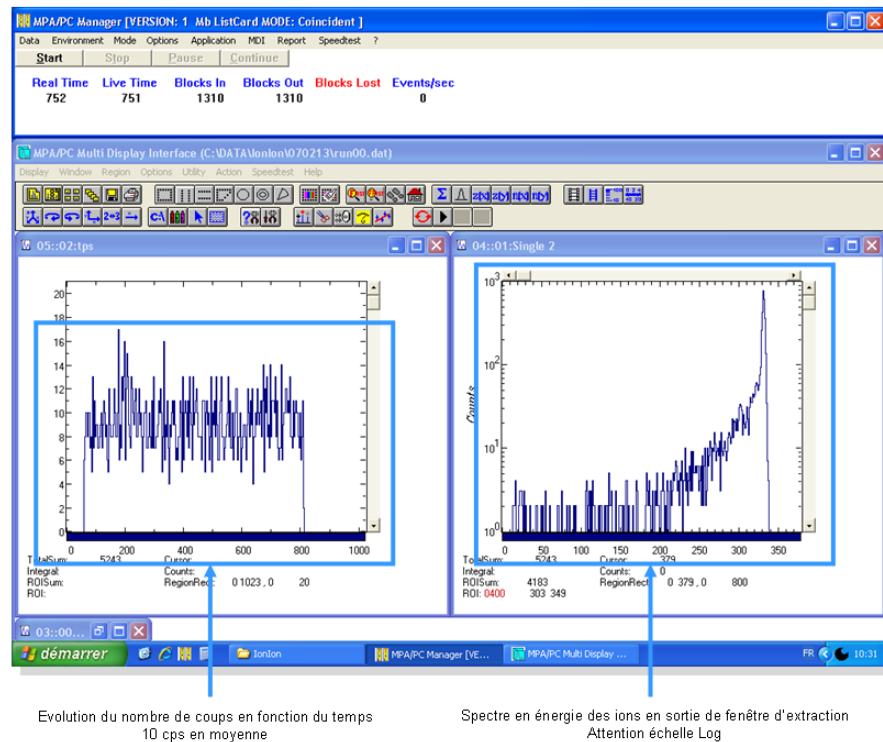 MPA/PC Manager [VERSION: 1 Mb ListCard MODE: Coincident ]
Data Environment Mode Options Application MDI Report Speedtest ?
Start Stop Pause Continue
Real Time Live Time Blocks In Blocks Out Blocks Lost Events/sec
752 751 1310 1310 0
MPA/PC Multi Display Interface (C:\DATA\IonIon\070213\run00.dat)
Display Window Region Options Utility Action Speedtest Help
05::02:tps
04::01:Single 2
20
18
16
14
12
10
8
6
4
2
0
0 200 400 600 800 1000
TotalSum: 5243 Cursor:
Integral: Counts:
ROISum: RegionRect: 0 1023 , 0 20
ROI:
10³
10²
10¹
10⁰
Counts
0 50 100 150 200 250 300 350
TotalSum: 5243 Cursor: 379
Integral: Counts: 0
ROISum: 4183 RegionRect: 0 379 , 0 800
ROI: 0400 303 349
03::00...
démarrer IonIon MPA/PC Manager [VE... MPA/PC Multi Display ... FR 10:31
Evolution du nombre de coups en fonction du temps
10 cps en moyenne
Spectre en énergie des ions en sortie de fenêtre d'extraction
Attention échelle Log